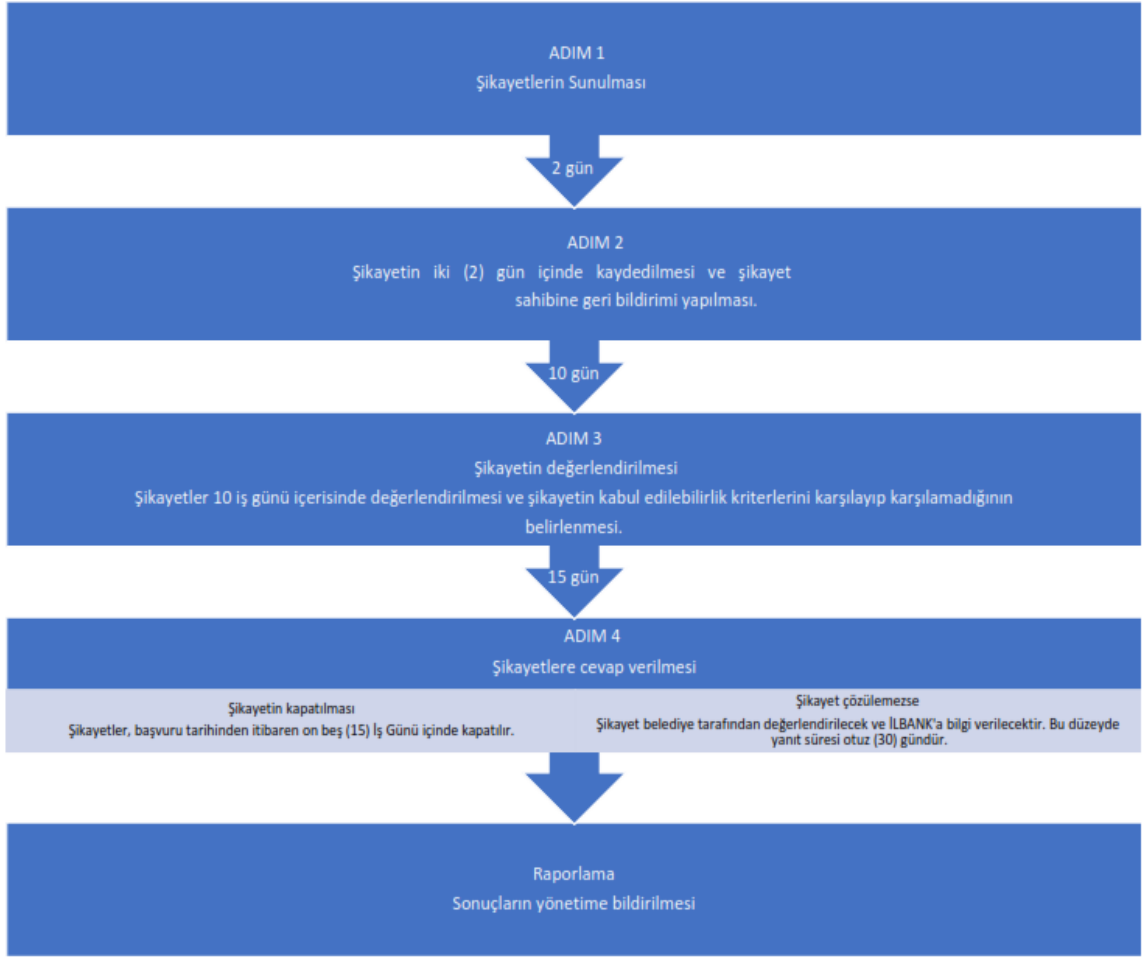 ADIM 1
Şikayetlerin Sunulması
2 gün
ADIM 2
Şikayetin iki (2) gün içinde kaydedilmesi ve şikayet
sahibine geri bildirimi yapılması.
10 gün
ADIM 3
Şikayetin değerlendirilmesi
Şikayetler 10 iş günü içerisinde değerlendirilmesi ve şikayetin kabul edilebilirlik kriterlerini karşılayıp karşılamadığının
belirlenmesi.
15 gün
ADIM 4
Şikayetlere cevap verilmesi
Şikayetin kapatılması
Şikayetler, başvuru tarihinden itibaren on beş (15) İş Günü içinde kapatılır.
Şikayet çözülemezse
Şikayet belediye tarafından değerlendirilecek ve İLBANK'a bilgi verilecektir. Bu düzeyde
yanıt süresi otuz (30) gündür.
Raporlama
Sonuçların yönetime bildirilmesi